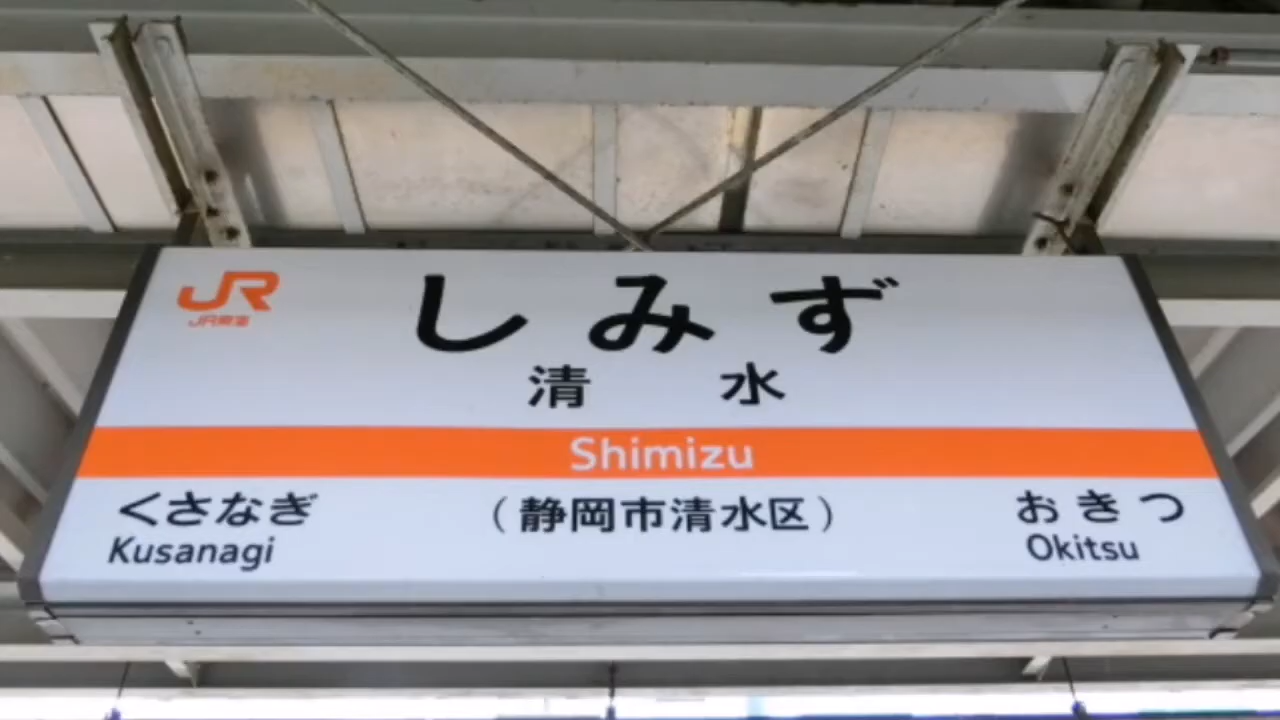 JR
JR東海
しみず
清水
Shimizu
くさなぎ
（静岡市清水区）
おきつ
Kusanagi
Okitsu